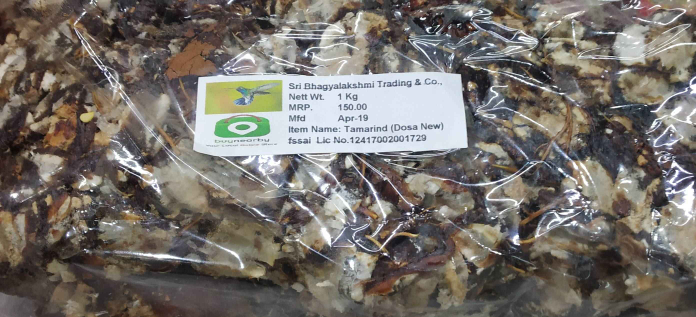 Sri Bhagyalakshmi Trading & Co.,
Nett Wt. 1 Kg
MRP. 150.00
Mfd Apr-19
Item Name: Tamarind (Dosa New)
fssai Lic No.12417002001729
buynearby